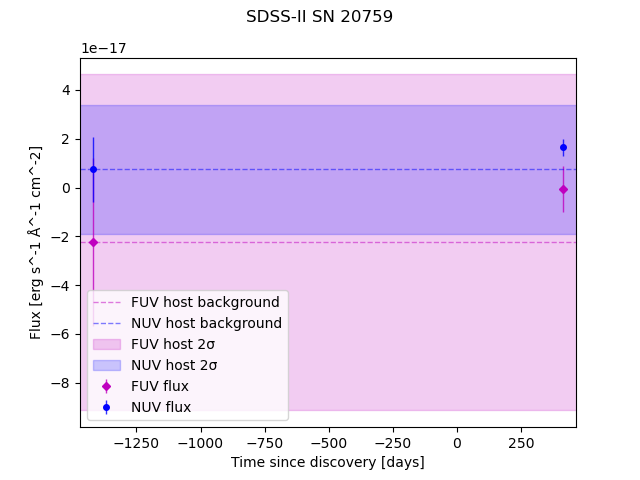 SDSS-II SN 20759
1e−17
4
2
0
−2
−4
−6
−8
Flux [erg s^-1 Å^-1 cm^-2]
FUV host background
NUV host background
FUV host 2σ
NUV host 2σ
FUV flux
NUV flux
−1250 −1000 −750 −500 −250 0 250
Time since discovery [days]